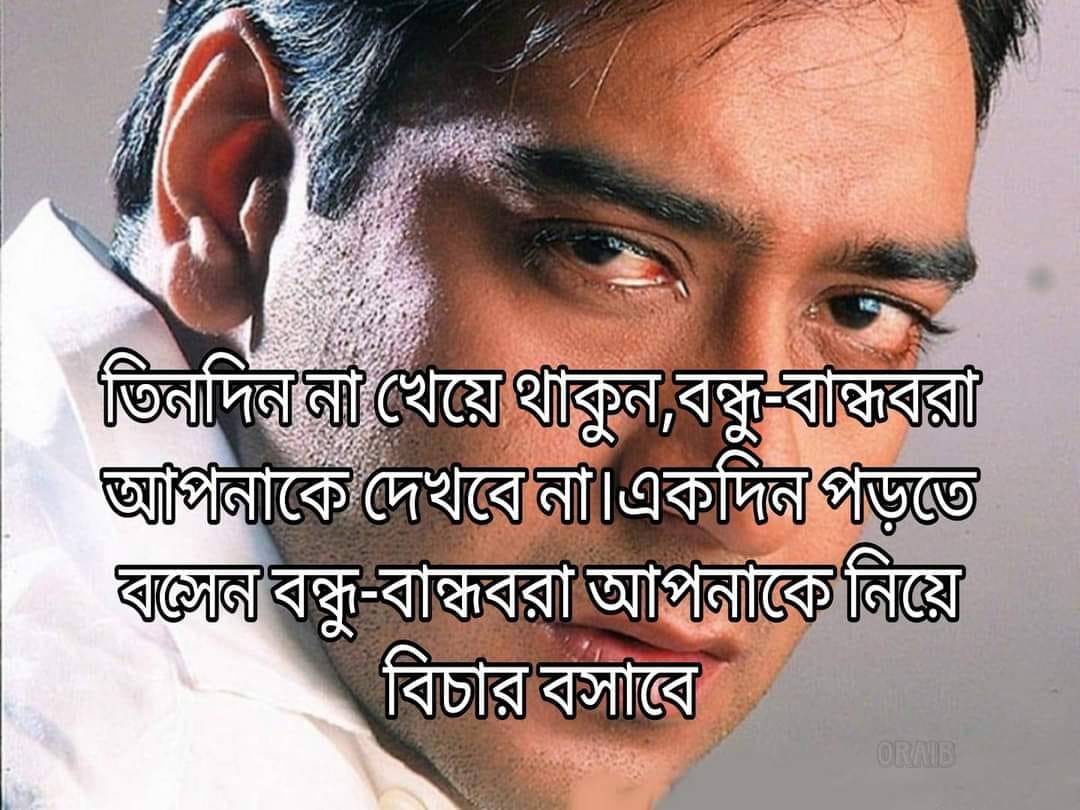 তিনদিন না খেয়ে থাকুন,বন্ধু-বান্ধবরা
আপনাকে দেখবে না।একদিন পড়তে
বসেন বন্ধু-বান্ধবরা আপনাকে নিয়ে
বিচার বসাবে
ORAIB